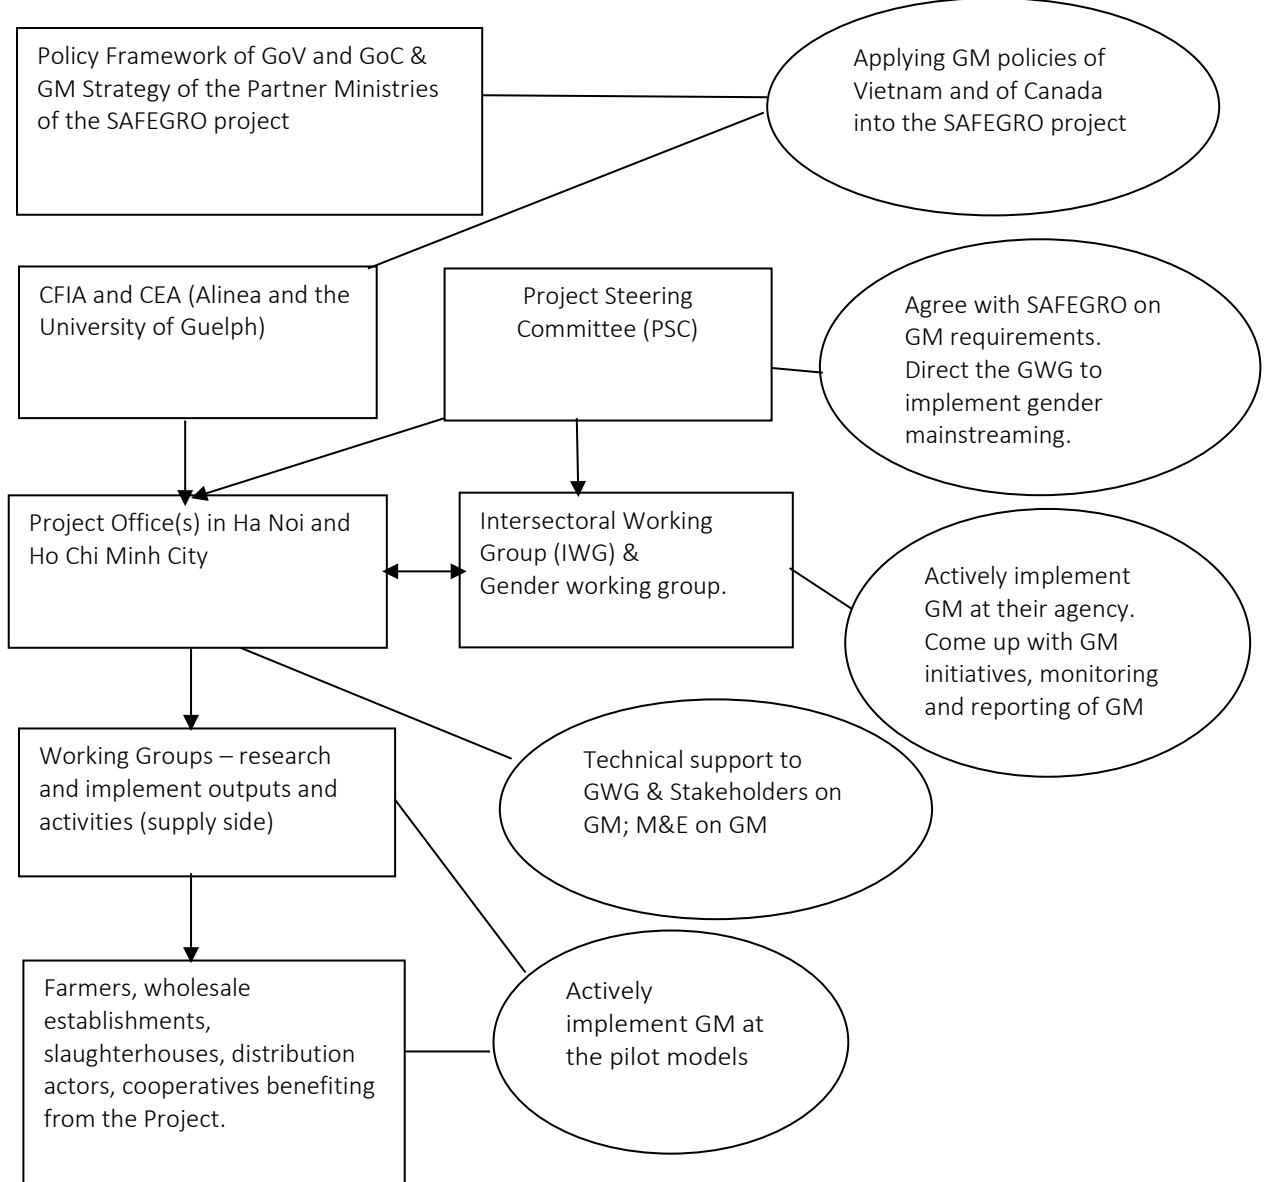 Policy Framework of GoV and GoC &
GM Strategy of the Partner Ministries
of the SAFEGRO project
Applying GM policies of
Vietnam and of Canada
into the SAFEGRO project
CFIA and CEA (Alinea and the
University of Guelph)
Project Steering
Committee (PSC)
Agree with SAFEGRO on
GM requirements.
Direct the GWG to
implement gender
mainstreaming.
Project Office(s) in Ha Noi and
Ho Chi Minh City
Intersectoral Working
Group (IWG) &
Gender working group.
Actively implement
GM at their agency.
Come up with GM
initiatives, monitoring
and reporting of GM
Working Groups – research
and implement outputs and
activities (supply side)
Technical support to
GWG & Stakeholders on
GM; M&E on GM
Farmers, wholesale
establishments,
slaughterhouses, distribution
actors, cooperatives benefiting
from the Project.
Actively
implement GM at
the pilot models